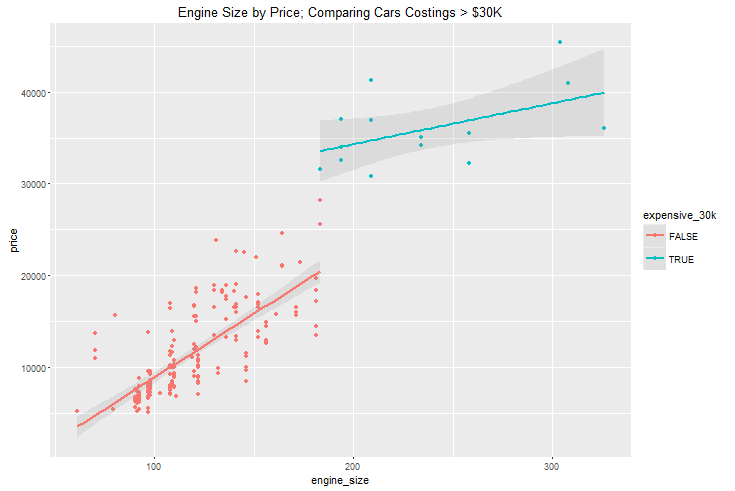 Engine Size by Price; Comparing Cars Costings > $30K
price
40000
30000
20000
10000
100
200
300
engine_size
expensive_30k
FALSE
TRUE